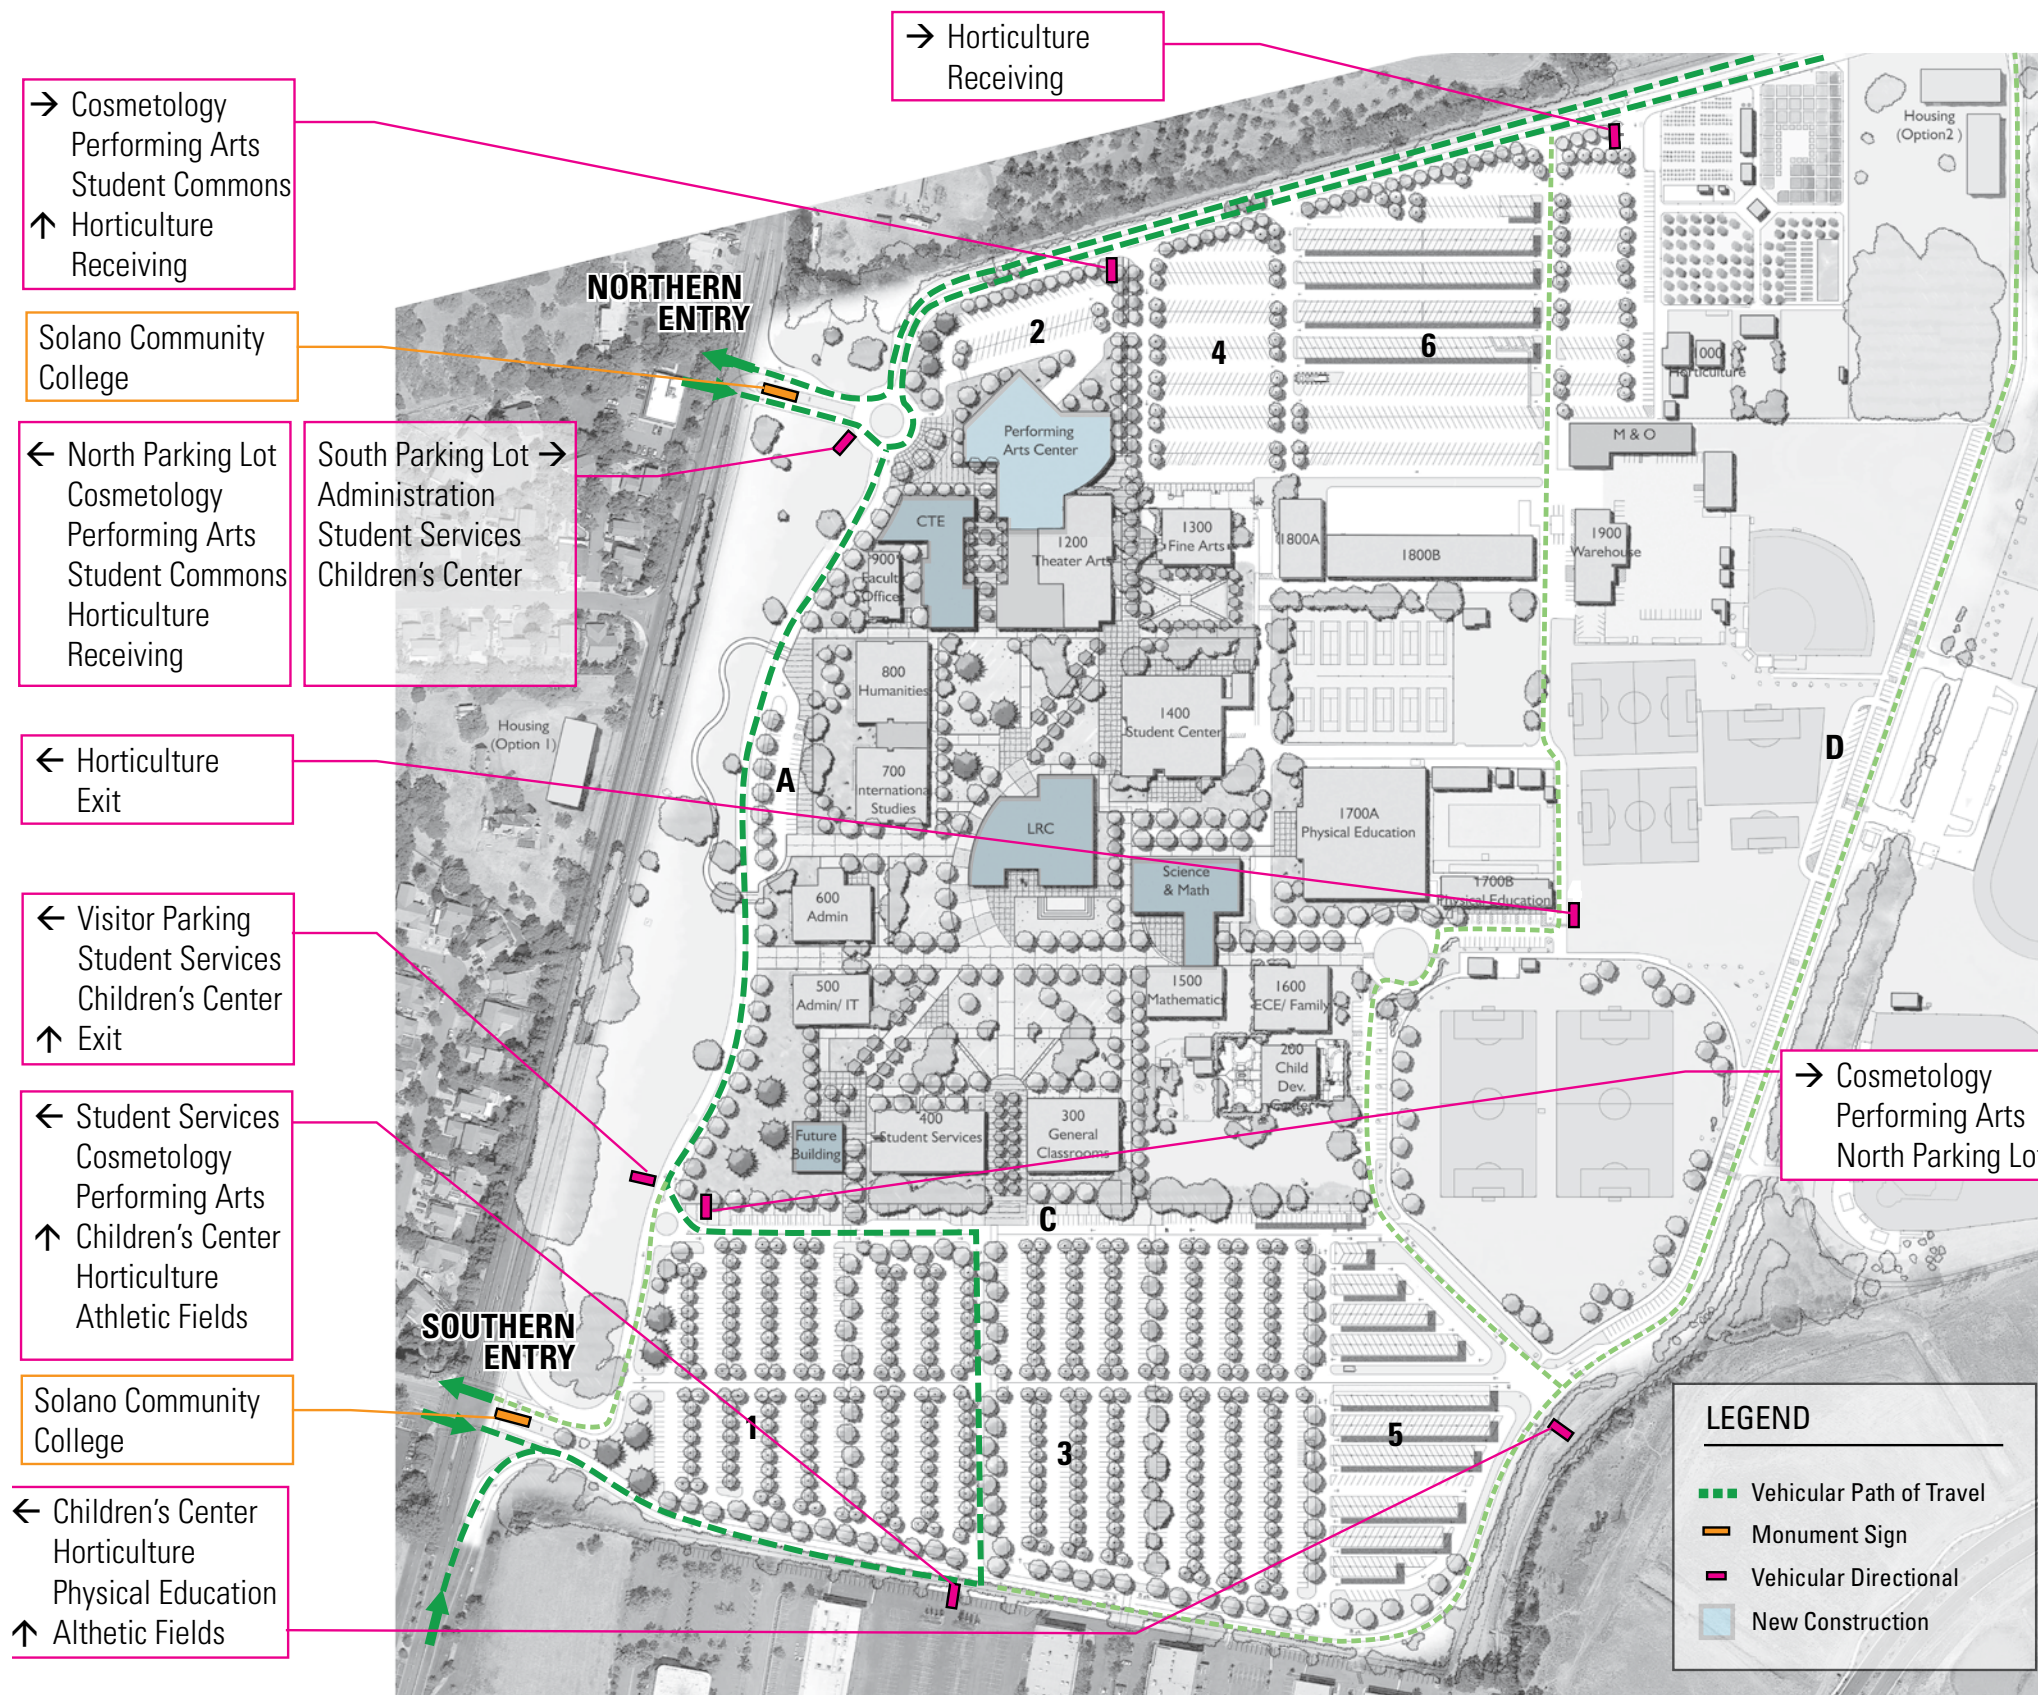 → Horticulture
Receiving
→ Cosmetology
Performing Arts
Student Commons
↑ Horticulture
Receiving
Solano Community
College
← North Parking Lot
Cosmetology
Performing Arts
Student Commons
Horticulture
Receiving
South Parking Lot →
Administration
Student Services
Children's Center
← Horticulture
Exit
← Visitor Parking
Student Services
Children's Center
↑ Exit
← Student Services
Cosmetology
Performing Arts
↑ Children's Center
Horticulture
Athletic Fields
Solano Community
College
← Children's Center
Horticulture
Physical Education
↑ Althetic Fields
→ Cosmetology
Performing Arts
North Parking Lot
NORTHERN
ENTRY
SOUTHERN
ENTRY
Housing
(Option2 )
Housing
(Option 1)
2
4
6
A
D
C
1
3
5
1000
Horticulture
M & O
Performing
Arts Center
CTE
900
Faculty
Offices
1200
Theater Arts
1300
Fine Arts
1800A
1800B
1900
Warehouse
800
Humanities
700
International
Studies
1400
Student Center
LRC
1700A
Physical Education
1700B
Physical Education
Science
& Math
600
Admin
500
Admin/ IT
1500
Mathematics
1600
ECE/ Family
200
Child
Dev.
Center
Future
Building
400
Student Services
300
General
Classrooms
LEGEND
Vehicular Path of Travel
Monument Sign
Vehicular Directional
New Construction